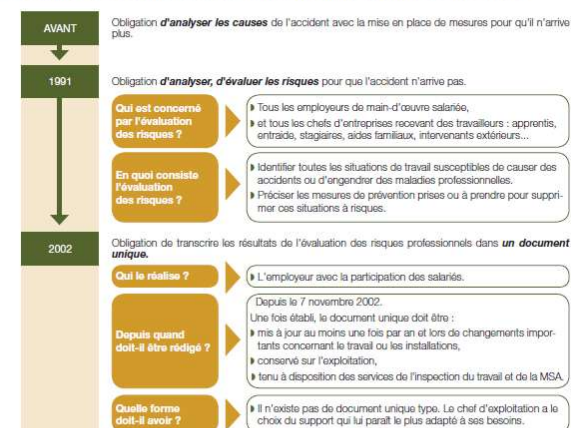 AVANT
Obligation d'analyser les causes de l'accident avec la mise en place de mesures pour qu'il n'arrive
plus.
1991
Obligation d'analyser, d'évaluer les risques pour que l'accident n'arrive pas.
Qui est concerné
par l'évaluation
des risques ?
Tous les employeurs de main-d'œuvre salariée,
et tous les chefs d'entreprises recevant des travailleurs : apprentis,
entraide, stagiaires, aides familiaux, intervenants extérieurs...
En quoi consiste
l'évaluation
des risques ?
Identifier toutes les situations de travail susceptibles de causer des
accidents ou d'engendrer des maladies professionnelles.
Préciser les mesures de prévention prises ou à prendre pour suppri-
mer ces situations à risques.
2002
Obligation de transcrire les résultats de l'évaluation des risques professionnels dans un document
unique.
Qui le réalise ?
L'employeur avec la participation des salariés.
Depuis quand
doit-il être rédigé ?
Depuis le 7 novembre 2002.
Une fois établi, le document unique doit être :
mis à jour au moins une fois par an et lors de changements impor-
tants concernant le travail ou les installations,
conservé sur l'exploitation,
tenu à disposition des services de l'inspection du travail et de la MSA.
Quelle forme
doit-il avoir ?
Il n'existe pas de document unique type. Le chef d'exploitation a le
choix du support qui lui paraît le plus adapté à ses besoins.